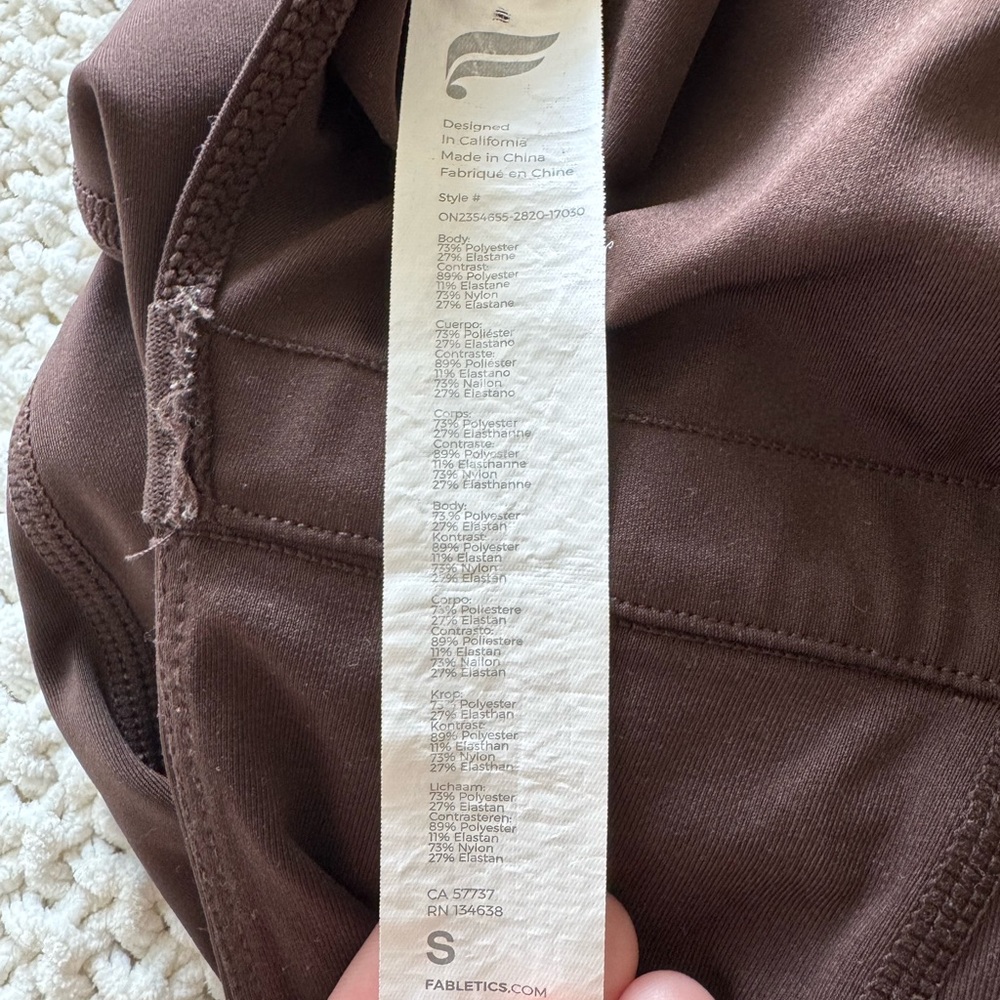 Designed
In California
Made in China
Fabriqué en Chine
Style #
ON2354655-2820-17030
Body:
73% Polyester
27% Elastane
Contrast:
89% Polyester
11% Elastane
73% Nylon
27% Elastane
Cuerpo:
73% Poliéster
27% Elastano
Contraste:
89% Poliéster
11% Elastano
73% Nailon
27% Elastano
Corps:
73% Polyester
27% Elasthanne
Contraste:
89% Polyester
11% Elasthanne
73% Nylon
27% Elasthanne
Body:
73% Polyester
27% Elastan
Kontrast:
89% Polyester
11% Elastan
73% Nylon
27% Elastan
Corpo:
73% Poliestere
27% Elastan
Contrasto:
89% Poliestere
11% Elastan
73% Nailon
27% Elastan
Krop:
73% Polyester
27% Elasthan
Kontrast:
89% Polyester
11% Elasthan
73% Nylon
27% Elasthan
Lichaam:
73% Polyester
27% Elastan
Contrasteren:
89% Polyester
11% Elastan
73% Nylon
27% Elastan
CA 57737
RN 134638
S
FABLETICS.COM